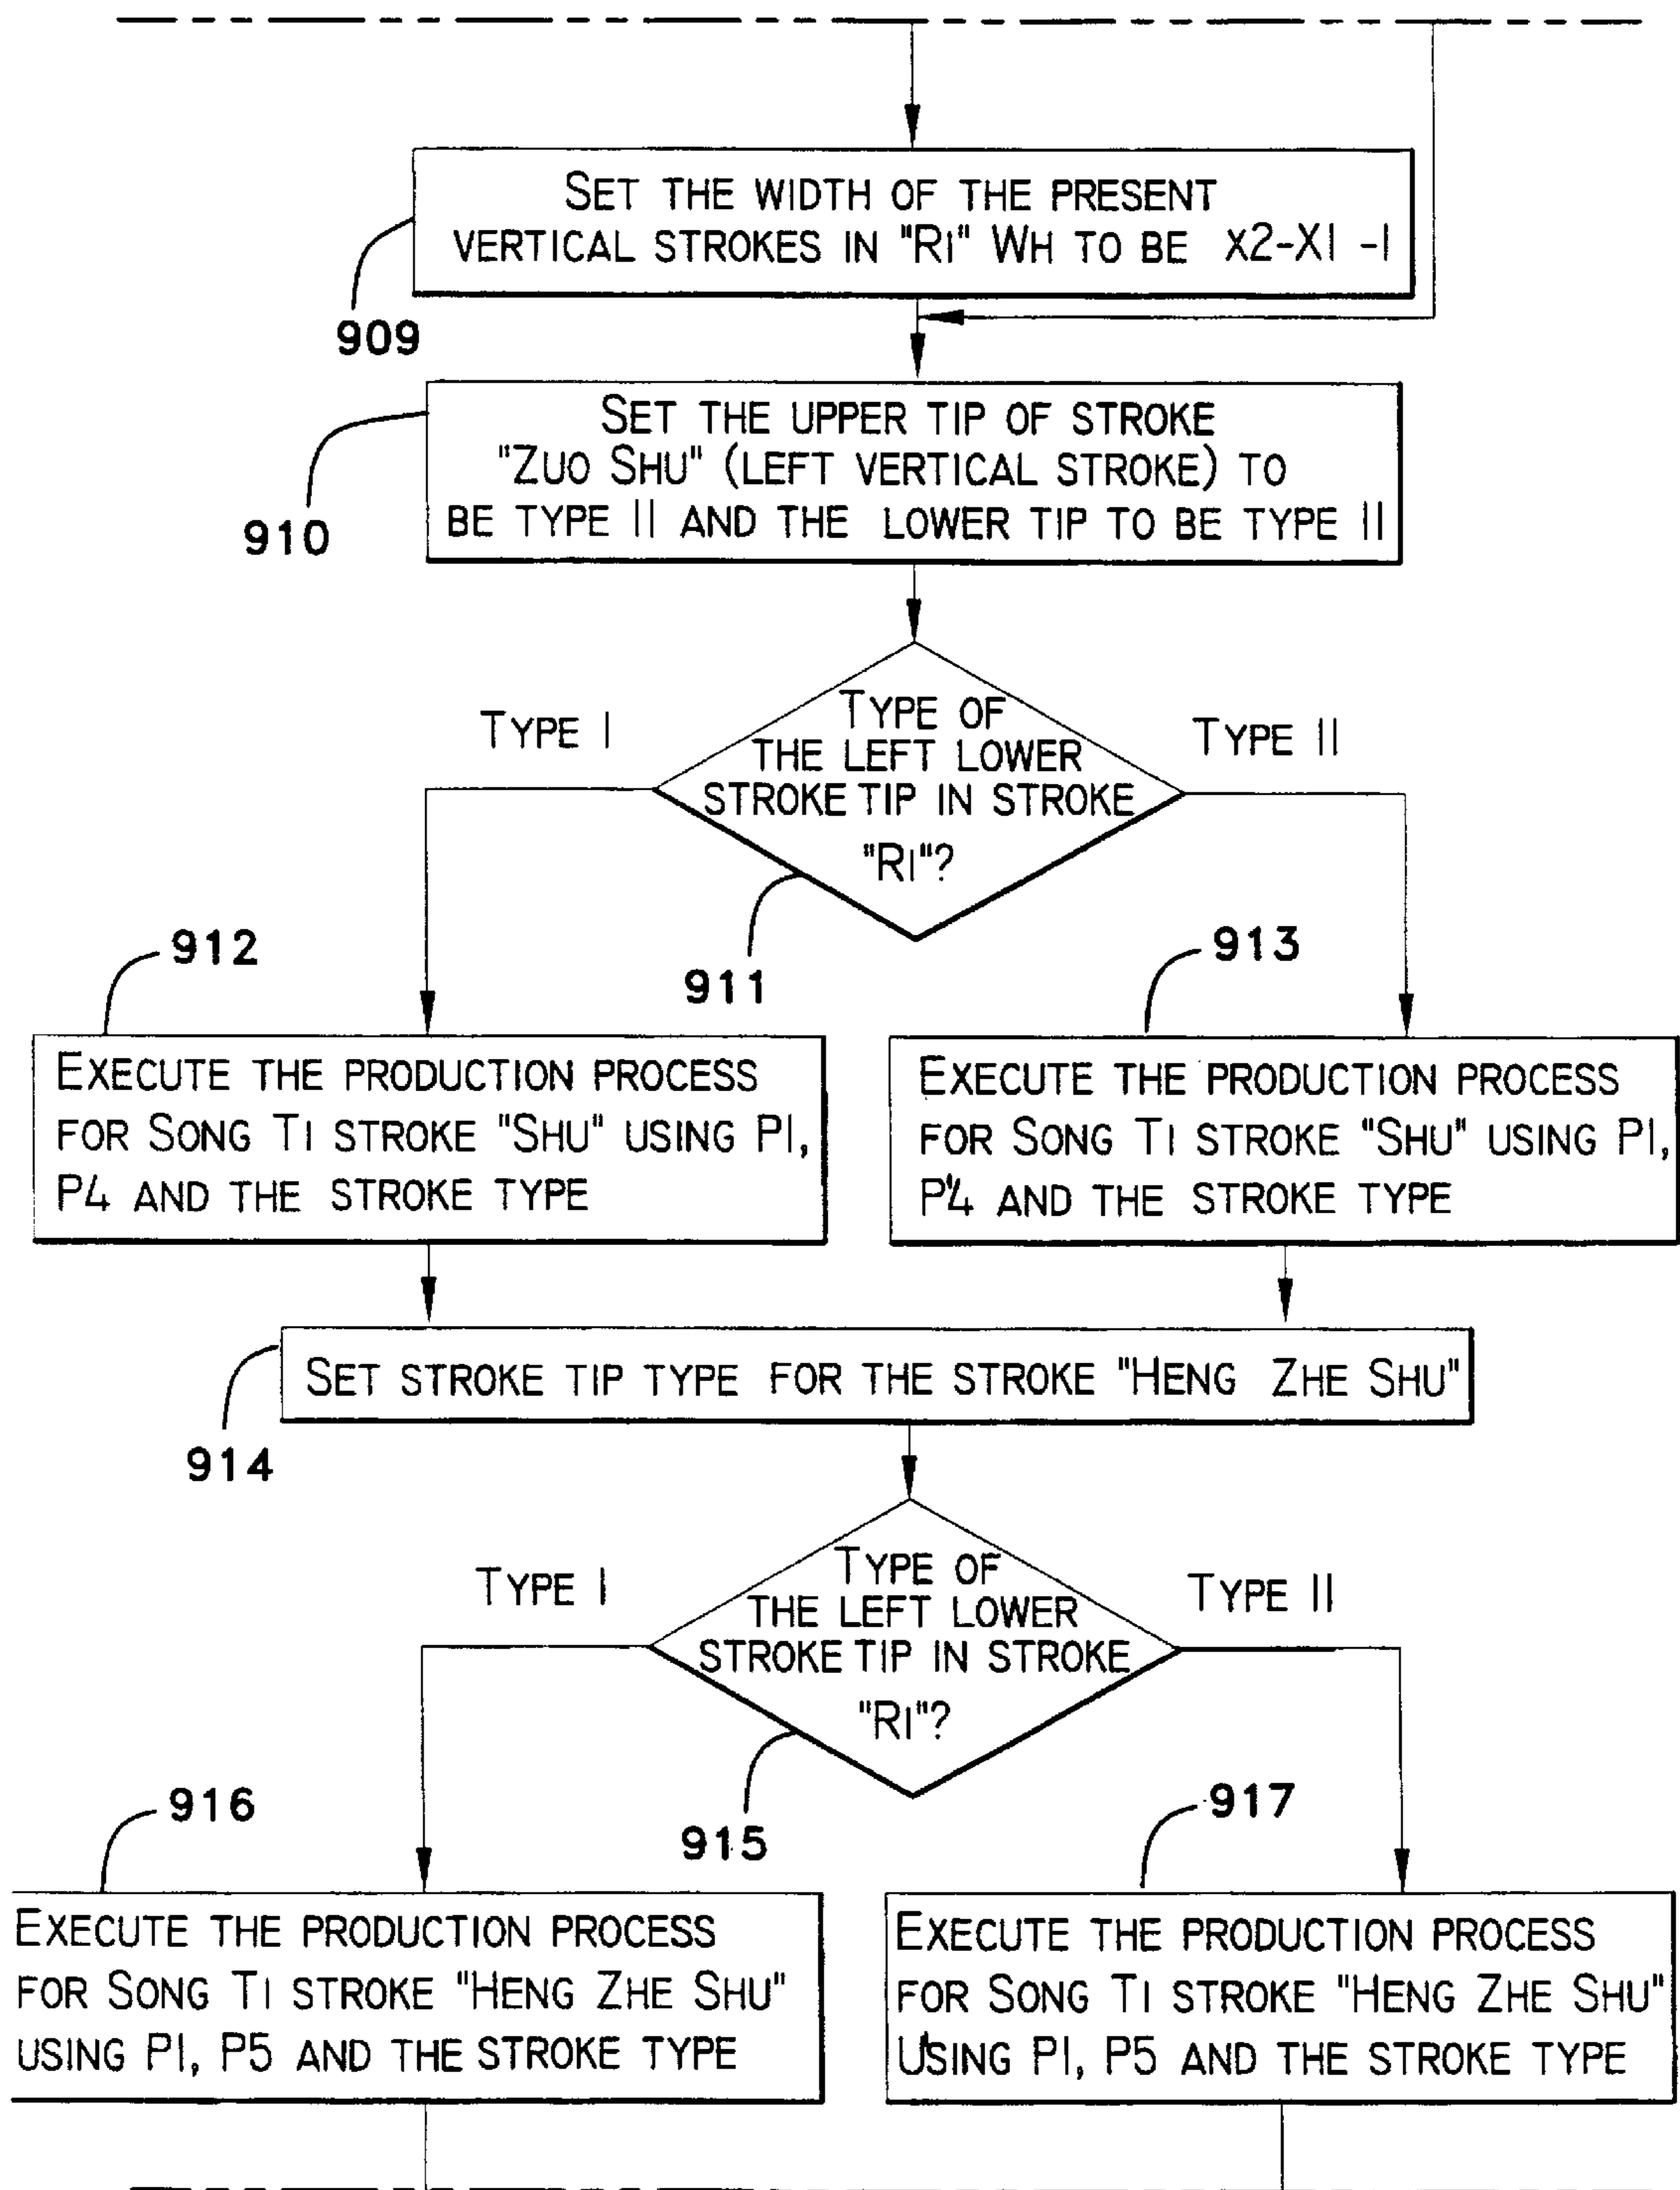 SET THE WIDTH OF THE PRESENT
VERTICAL STROKES IN "RI" WH TO BE X2-X1 -1
909
SET THE UPPER TIP OF STROKE
"ZUO SHU" (LEFT VERTICAL STROKE) TO
BE TYPE II AND THE LOWER TIP TO BE TYPE II
910
TYPE I
TYPE OF
THE LEFT LOWER
STROKE TIP IN STROKE
"RI"?
TYPE II
911
912
913
EXECUTE THE PRODUCTION PROCESS
FOR SONG TI STROKE "SHU" USING P1,
P4 AND THE STROKE TYPE
EXECUTE THE PRODUCTION PROCESS
FOR SONG TI STROKE "SHU" USING P1,
P'4 AND THE STROKE TYPE
SET STROKE TIP TYPE FOR THE STROKE "HENG ZHE SHU"
914
TYPE I
TYPE OF
THE LEFT LOWER
STROKE TIP IN STROKE
"RI"?
TYPE II
915
916
917
EXECUTE THE PRODUCTION PROCESS
FOR SONG TI STROKE "HENG ZHE SHU"
USING P1, P5 AND THE STROKE TYPE
EXECUTE THE PRODUCTION PROCESS
FOR SONG TI STROKE "HENG ZHE SHU"
USING P1, P5 AND THE STROKE TYPE